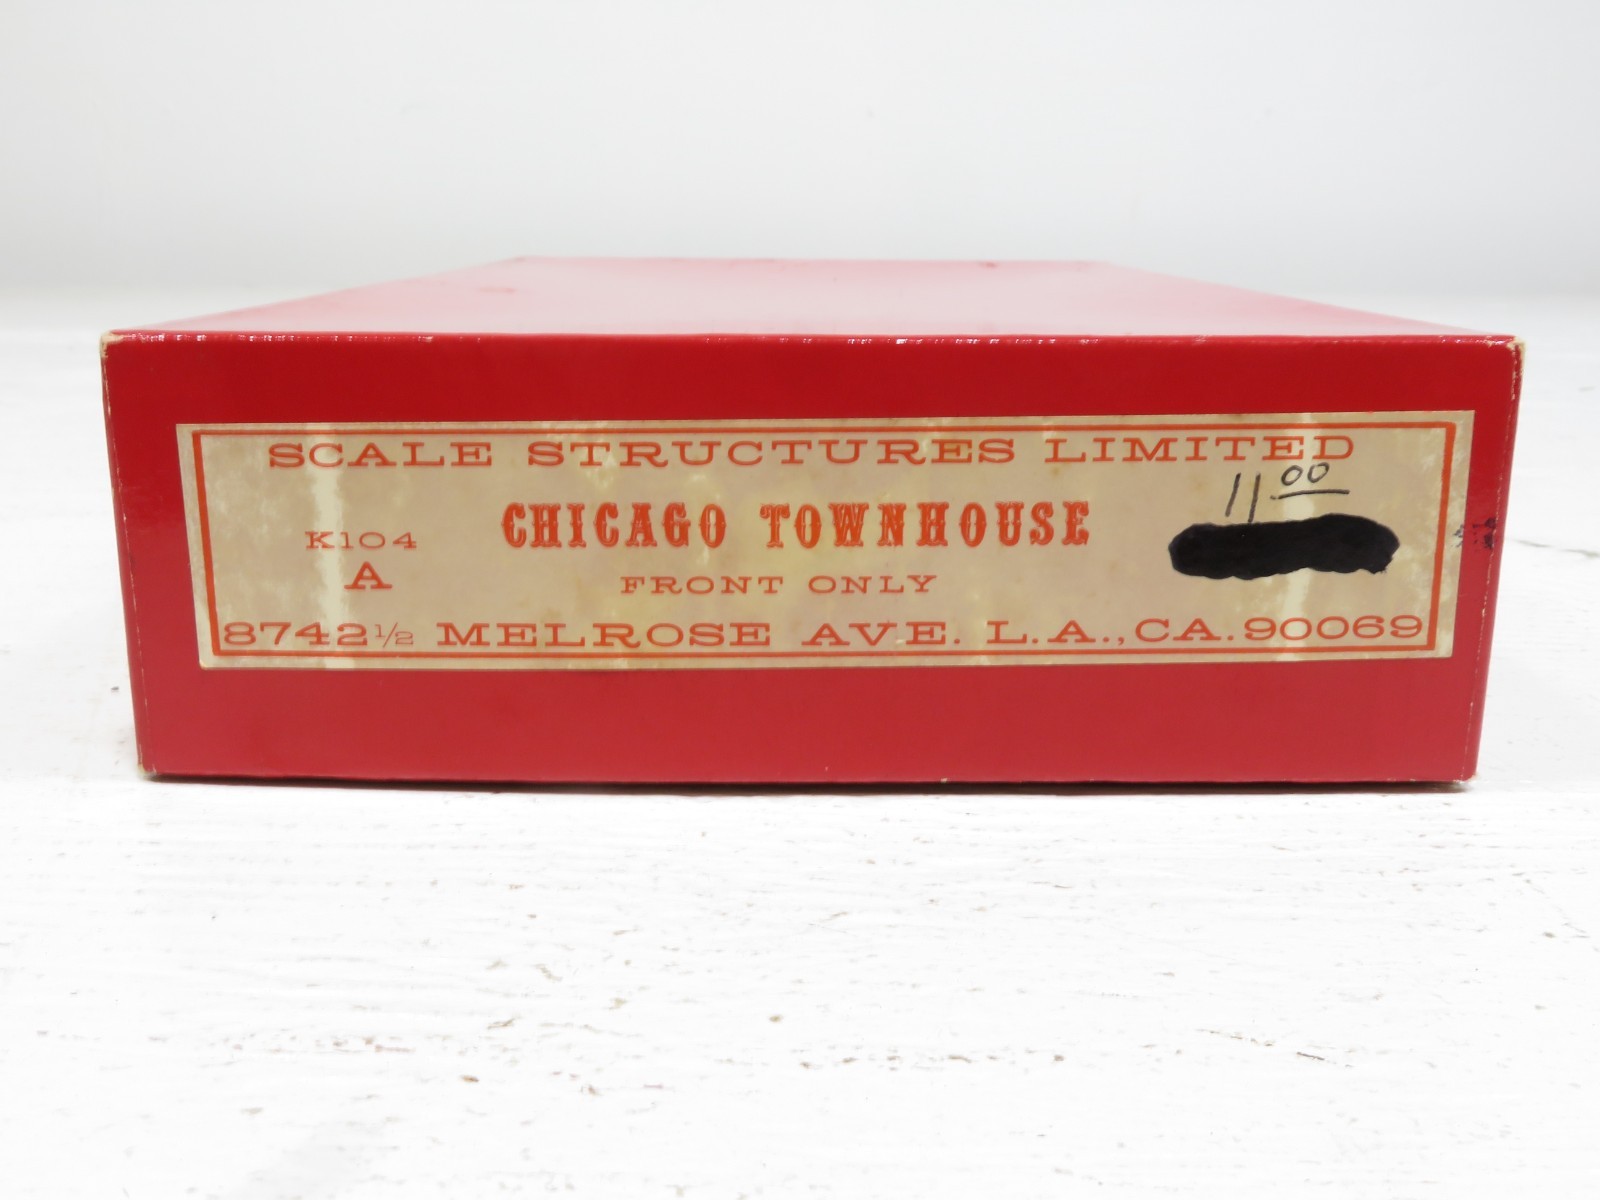 SCALE STRUCTURES LIMITED
11.00
K104 CHICAGO TOWNHOUSE
A FRONT ONLY
8742½ MELROSE AVE. L.A., CA. 90069